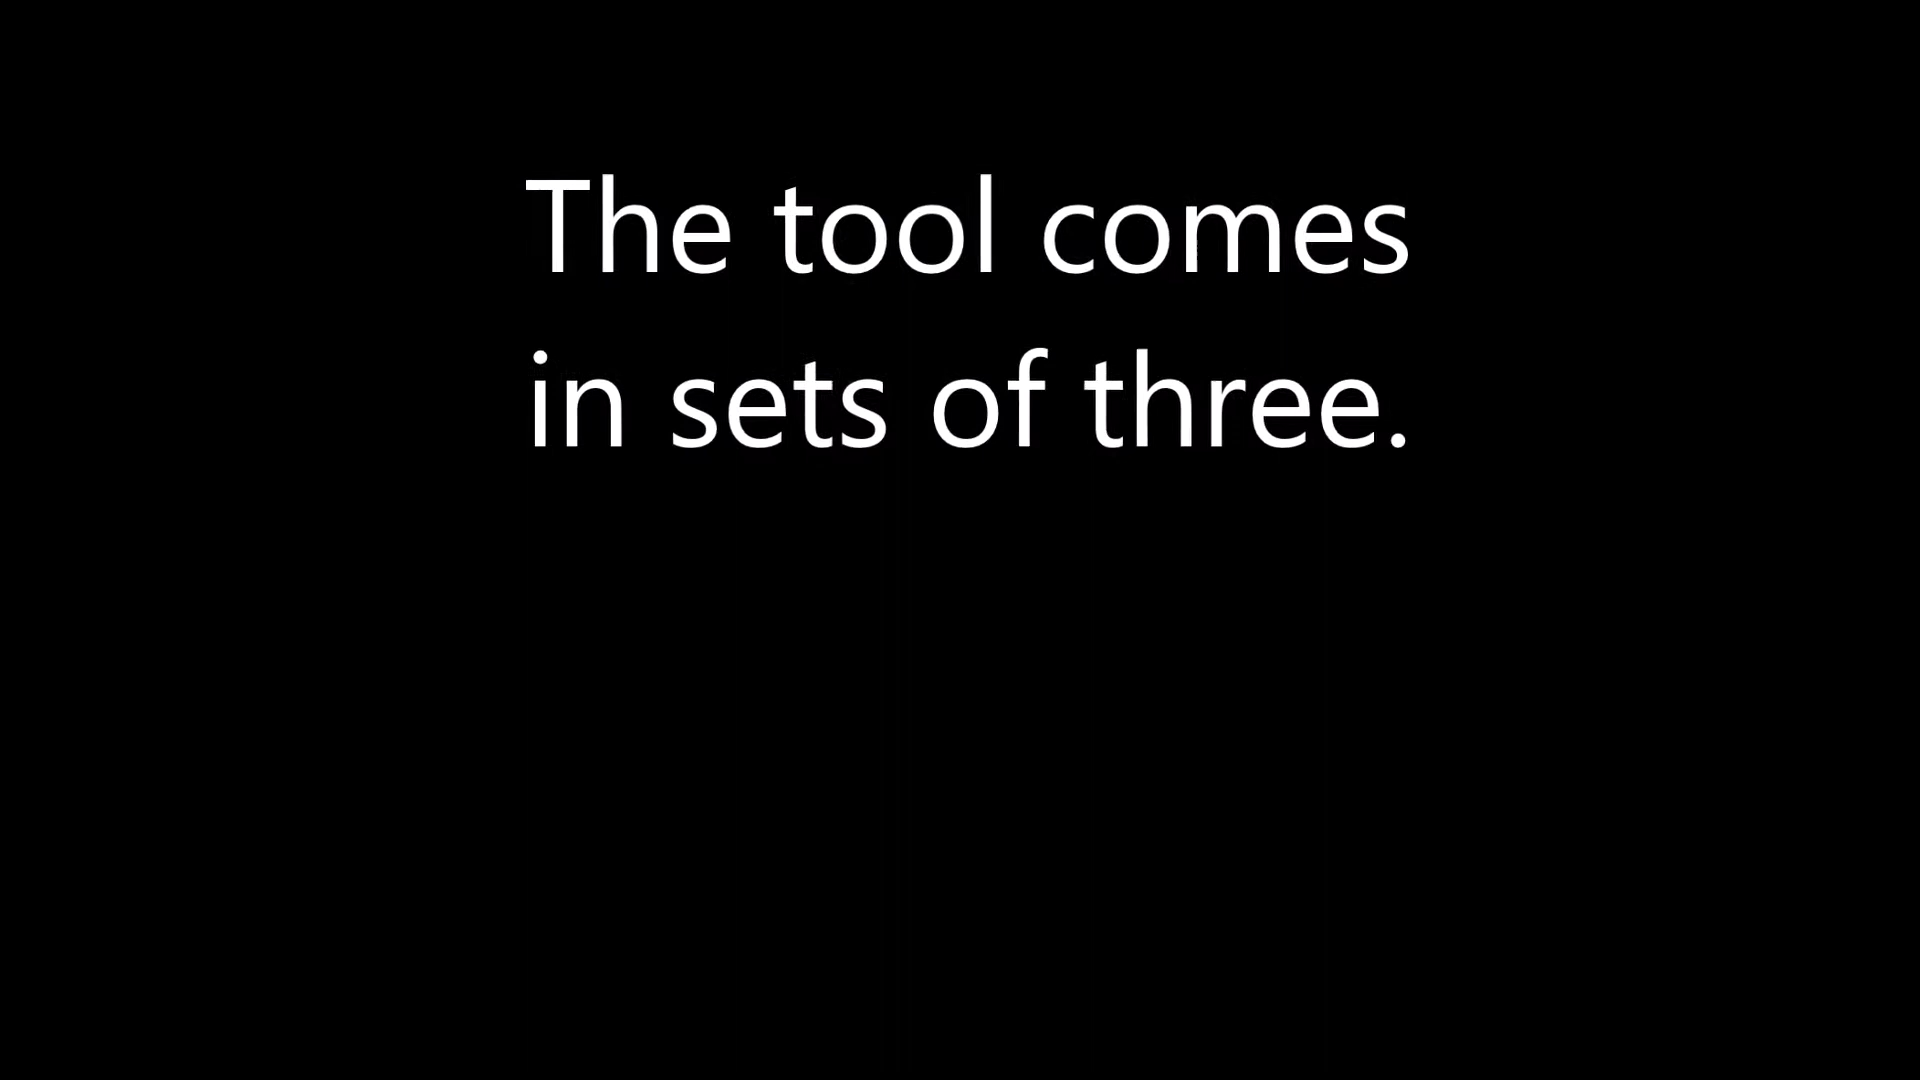 The tool comes
in sets of three.